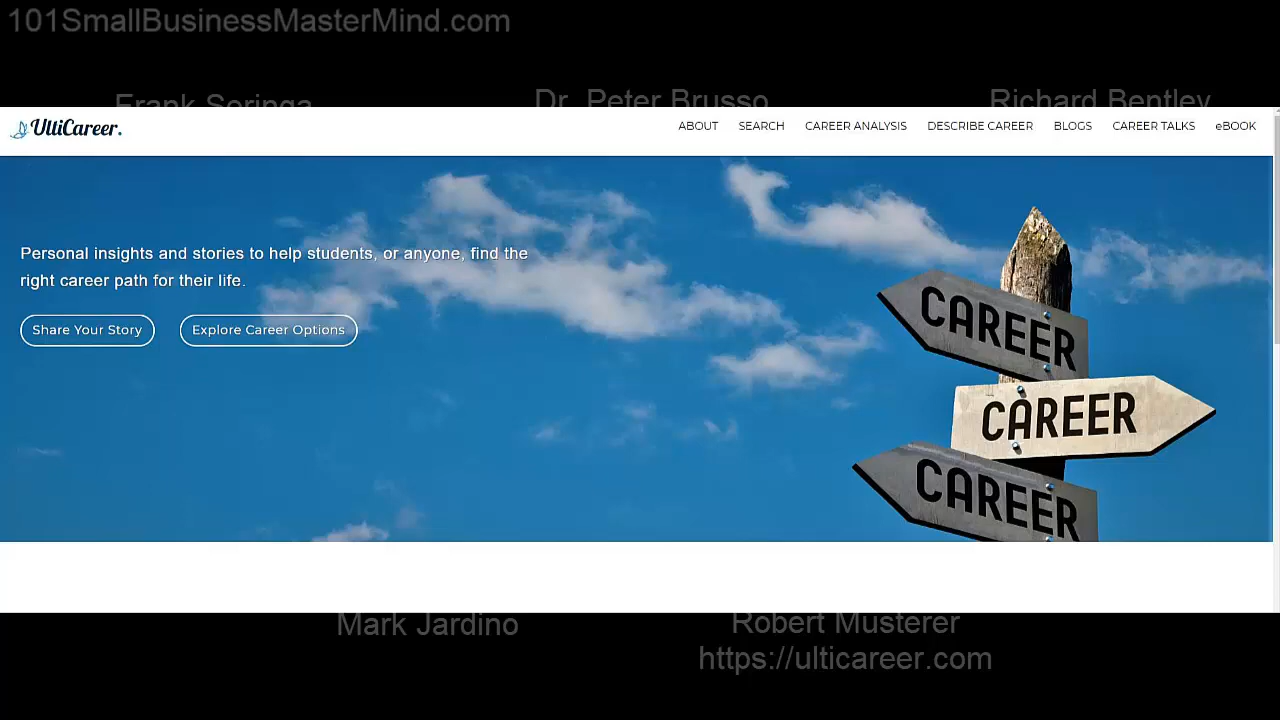 101SmallBusinessMasterMind.com
Frank Soringa
Dr. Peter Brusso
Richard Bentley
UltiCareer.
ABOUT
SEARCH
CAREER ANALYSIS
DESCRIBE CAREER
BLOGS
CAREER TALKS
eBOOK
Personal insights and stories to help students, or anyone, find the
right career path for their life.
Share Your Story
Explore Career Options
CAREER
CAREER
CAREER
Mark Jardino
Robert Musterer
https://ulticareer.com